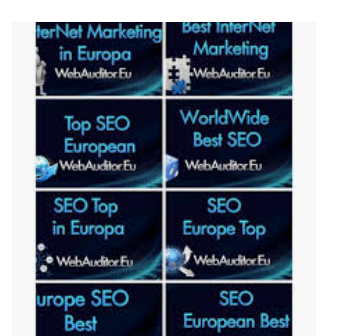 terNet Marketing
in Europa
WebAuditor.Eu
Best InterNet
Marketing
WebAuditor.Eu
Top SEO
European
WebAuditor.Eu
WorldWide
Best SEO
WebAuditor.Eu
SEO Top
in Europa
WebAuditor.Eu
SEO
Europe Top
WebAuditor.Eu
urope SEO
Best
SEO
European Best